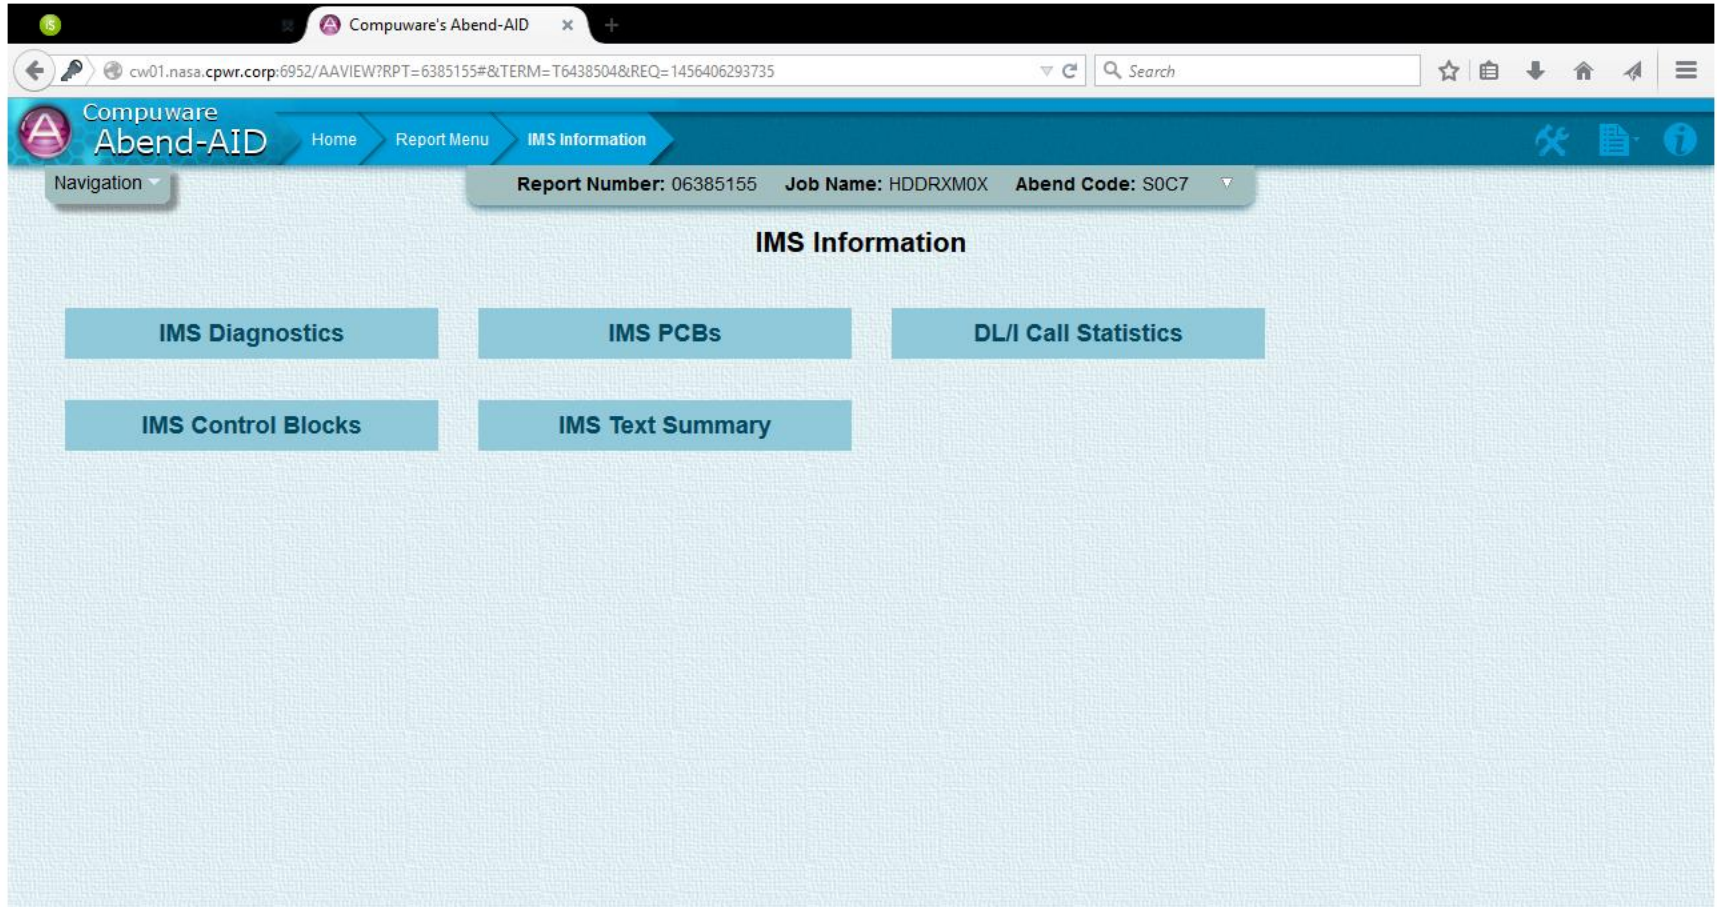 iS
Compuware's Abend-AID
cw01.nasa.cpwr.corp:6952/AAVIEW?RPT=6385155#&TERM=T6438504&REQ=1456406293735
Search
A
Compuware
Abend-AID
Home
Report Menu
IMS Information
Navigation
Report Number: 06385155 Job Name: HDDRXM0X Abend Code: S0C7
IMS Information
IMS Diagnostics
IMS PCBs
DL/I Call Statistics
IMS Control Blocks
IMS Text Summary